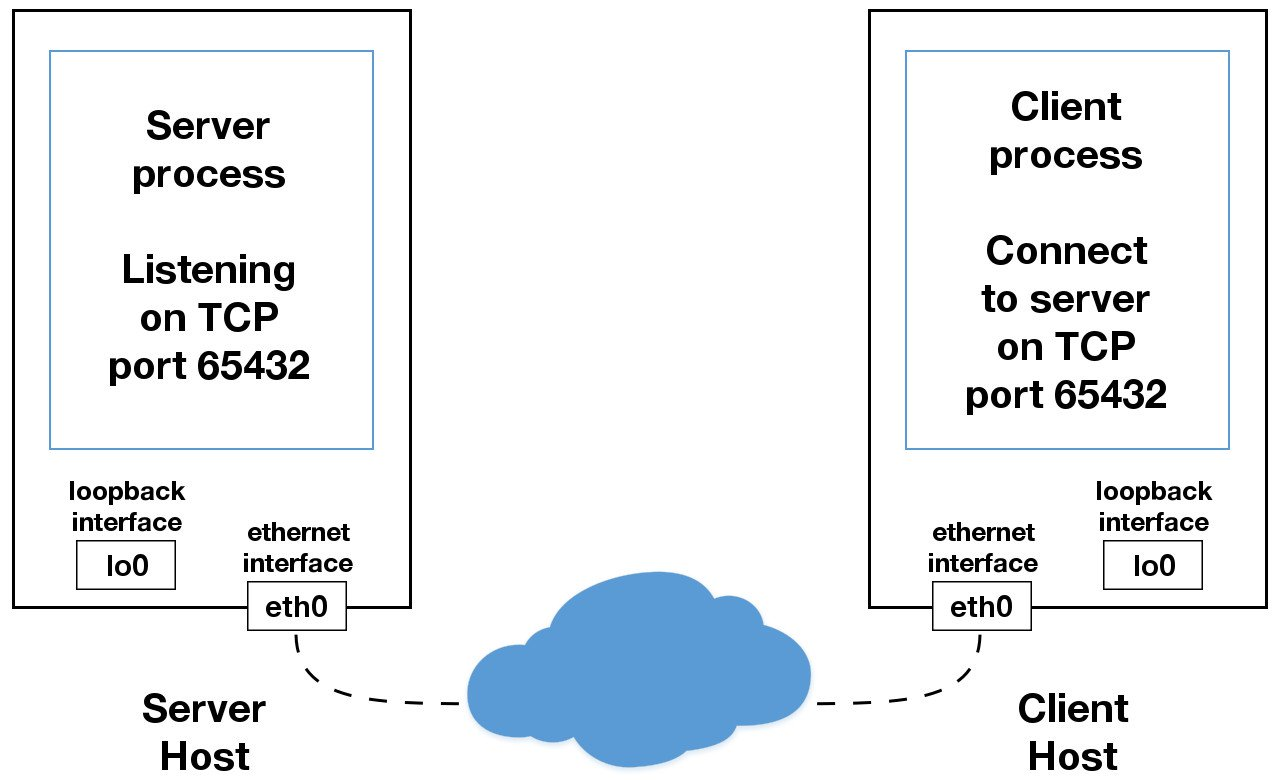 Server
process
Listening
on TCP
port 65432
loopback
interface
lo0
ethernet
interface
eth0
Server
Host
Client
process
Connect
to server
on TCP
port 65432
ethernet
interface
eth0
loopback
interface
lo0
Client
Host